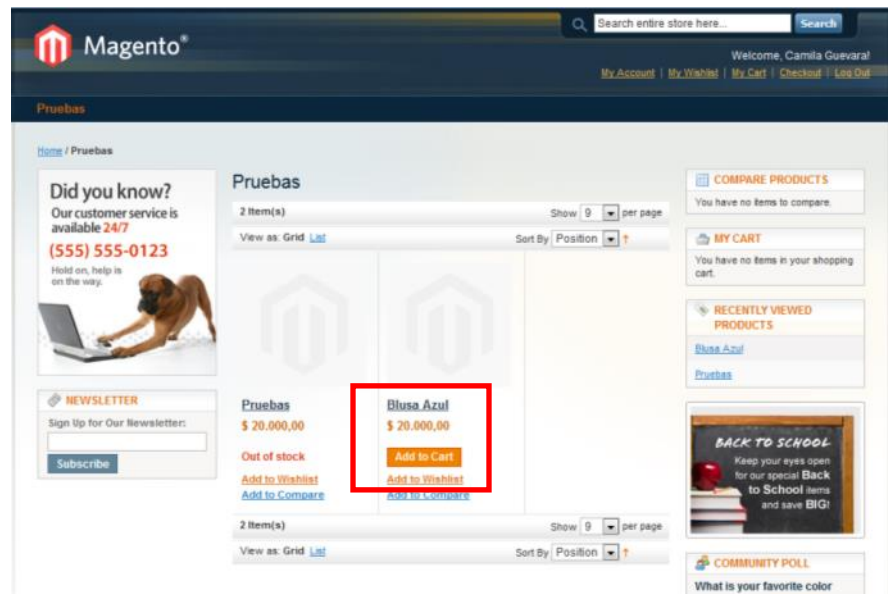 Magento®
Search entire store here...
Search
Welcome, Camila Guevara!
My Account | My Wishlist | My Cart | Checkout | Log Out
Pruebas
Home / Pruebas
Did you know?
Our customer service is
available 24/7
(555) 555-0123
Hold on, help is
on the way.
NEWSLETTER
Sign Up for Our Newsletter:
Subscribe
Pruebas
2 Item(s)
Show 9 per page
View as: Grid List
Sort By Position
Pruebas
$ 20.000,00
Out of stock
Add to Wishlist
Add to Compare
Blusa Azul
$ 20.000,00
Add to Cart
Add to Wishlist
Add to Compare
2 Item(s)
Show 9 per page
View as: Grid List
Sort By Position
COMPARE PRODUCTS
You have no items to compare.
MY CART
You have no items in your shopping
cart.
RECENTLY VIEWED
PRODUCTS
Blusa Azul
Pruebas
BACK TO SCHOOL
Keep your eyes open
for our special Back
to School items
and save BIG!
COMMUNITY POLL
What is your favorite color